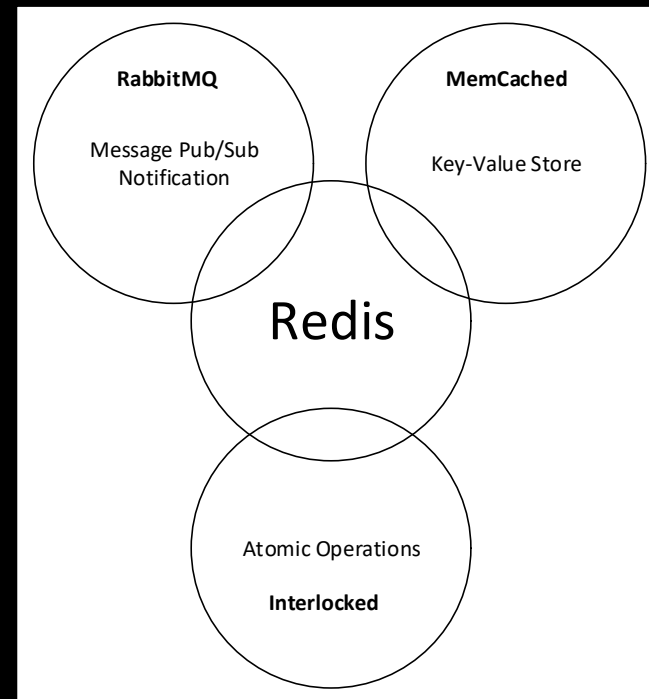 RabbitMQ
Message Pub/Sub
Notification
MemCached
Key-Value Store
Redis
Atomic Operations
Interlocked